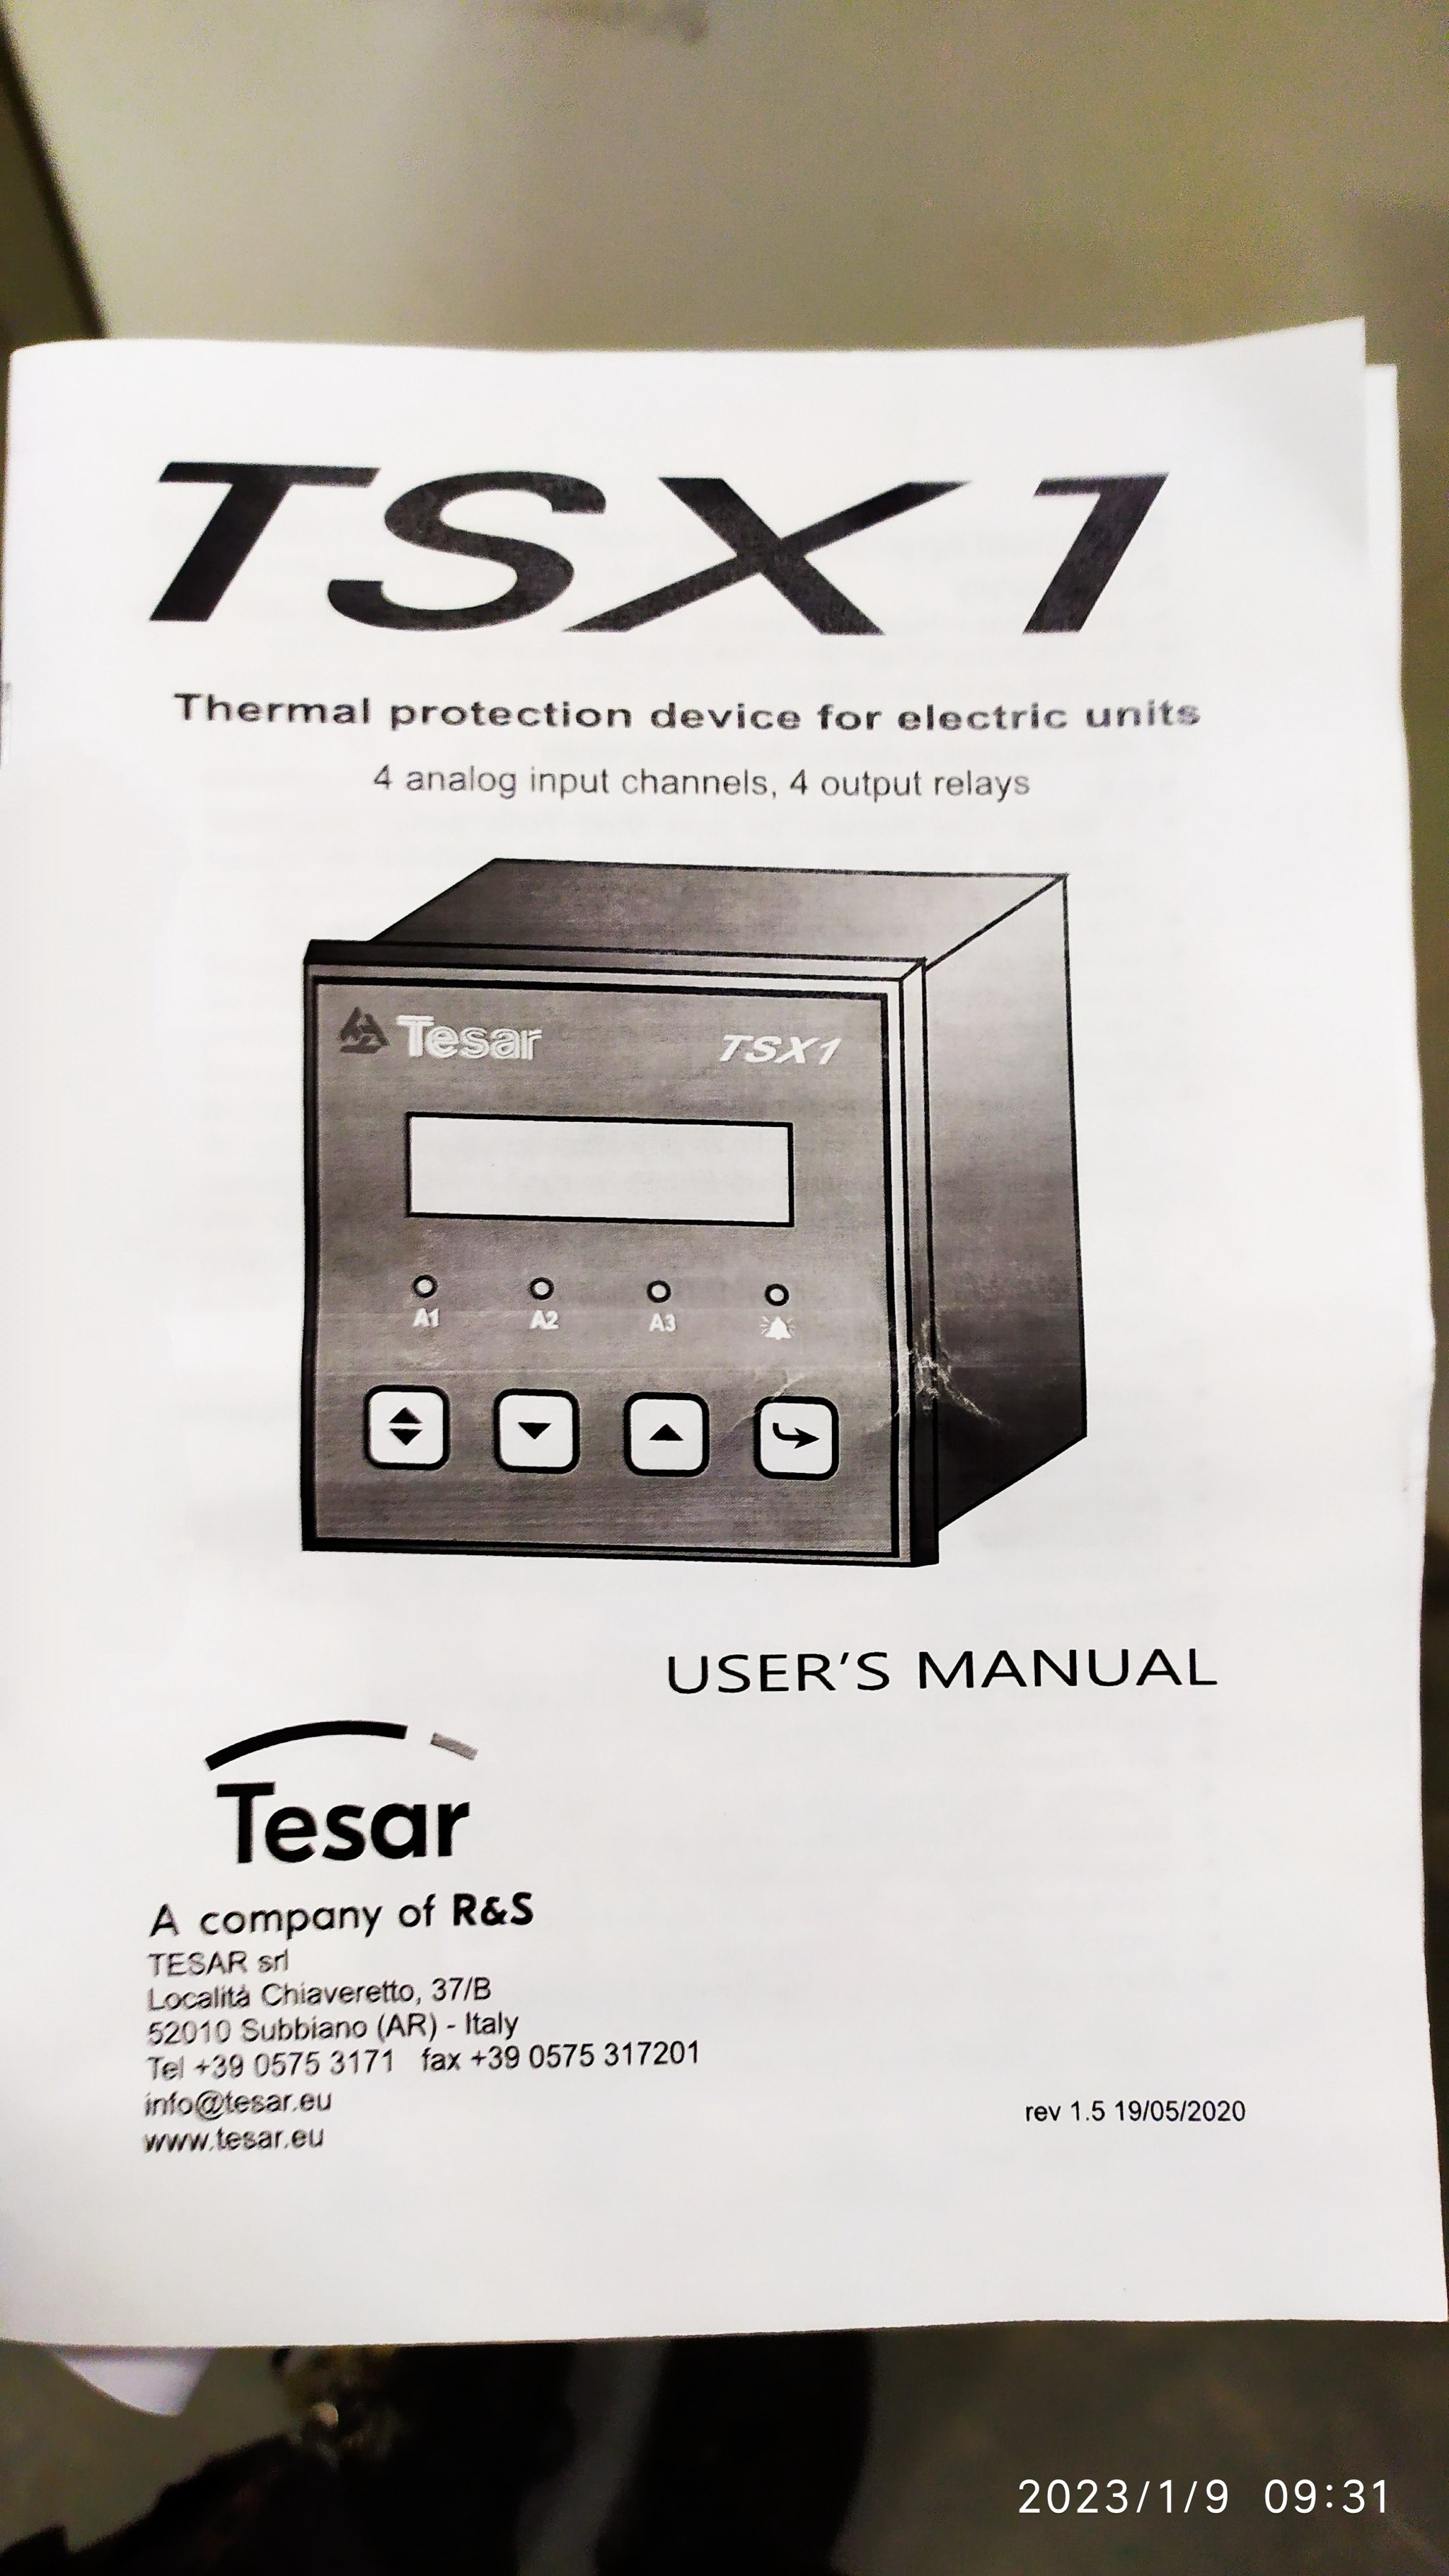 TSX1
Thermal protection device for electric units
4 analog input channels, 4 output relays
Tesar TSX1
A1 A2 A3
USER'S MANUAL
Tesar
A company of R&S
TESAR srl
Località Chiaveretto, 37/B
52010 Subbiano (AR) - Italy
Tel +39 0575 3171 fax +39 0575 317201
info@tesar.eu
www.tesar.eu
rev 1.5 19/05/2020
2023/1/9 09:31